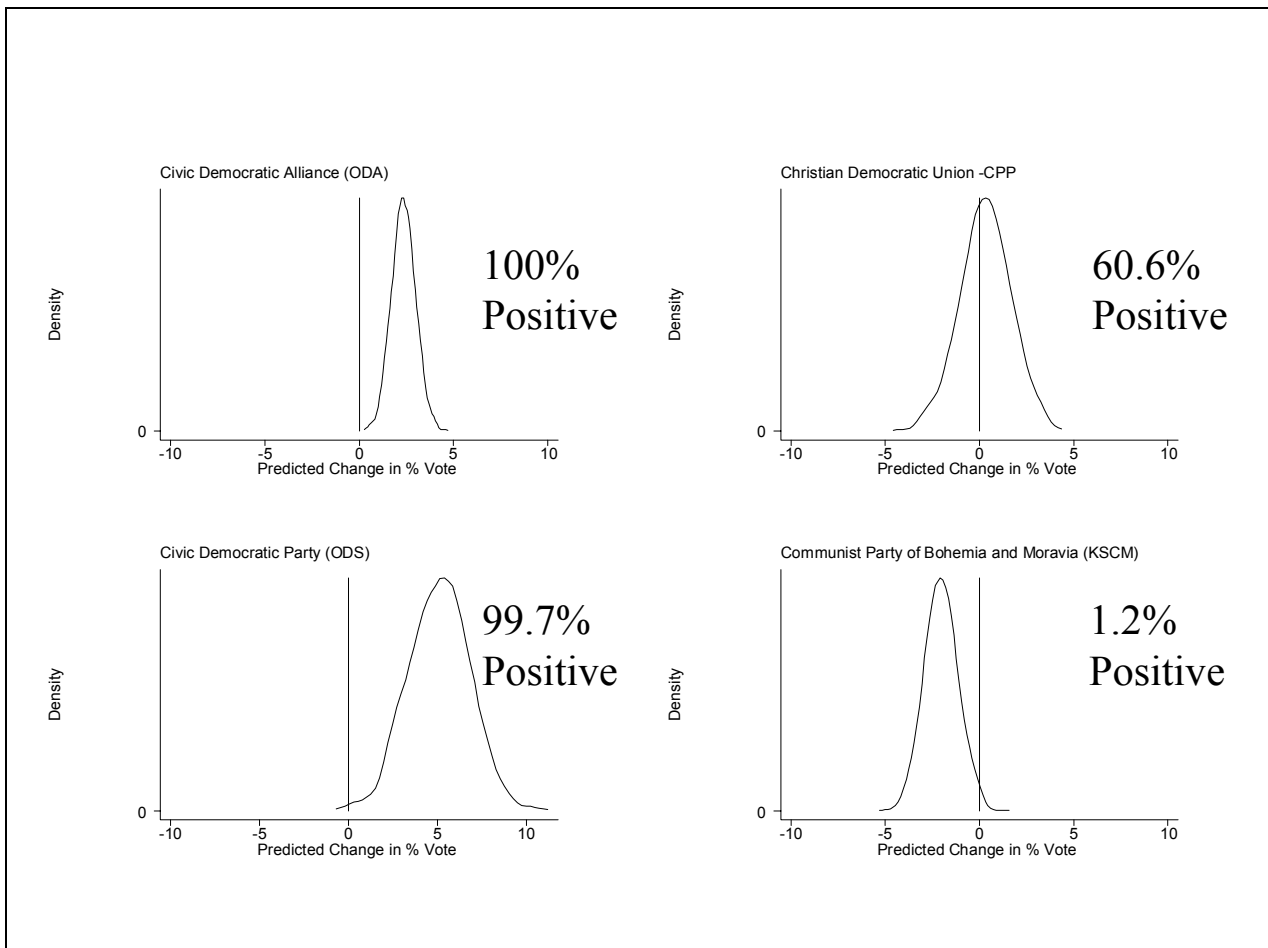 Civic Democratic Alliance (ODA)
Density
100%
Positive
0
-10 -5 0 5 10
Predicted Change in % Vote
Christian Democratic Union -CPP
Density
60.6%
Positive
0
-10 -5 0 5 10
Predicted Change in % Vote
Civic Democratic Party (ODS)
Density
99.7%
Positive
0
-10 -5 0 5 10
Predicted Change in % Vote
Communist Party of Bohemia and Moravia (KSCM)
Density
1.2%
Positive
0
-10 -5 0 5 10
Predicted Change in % Vote